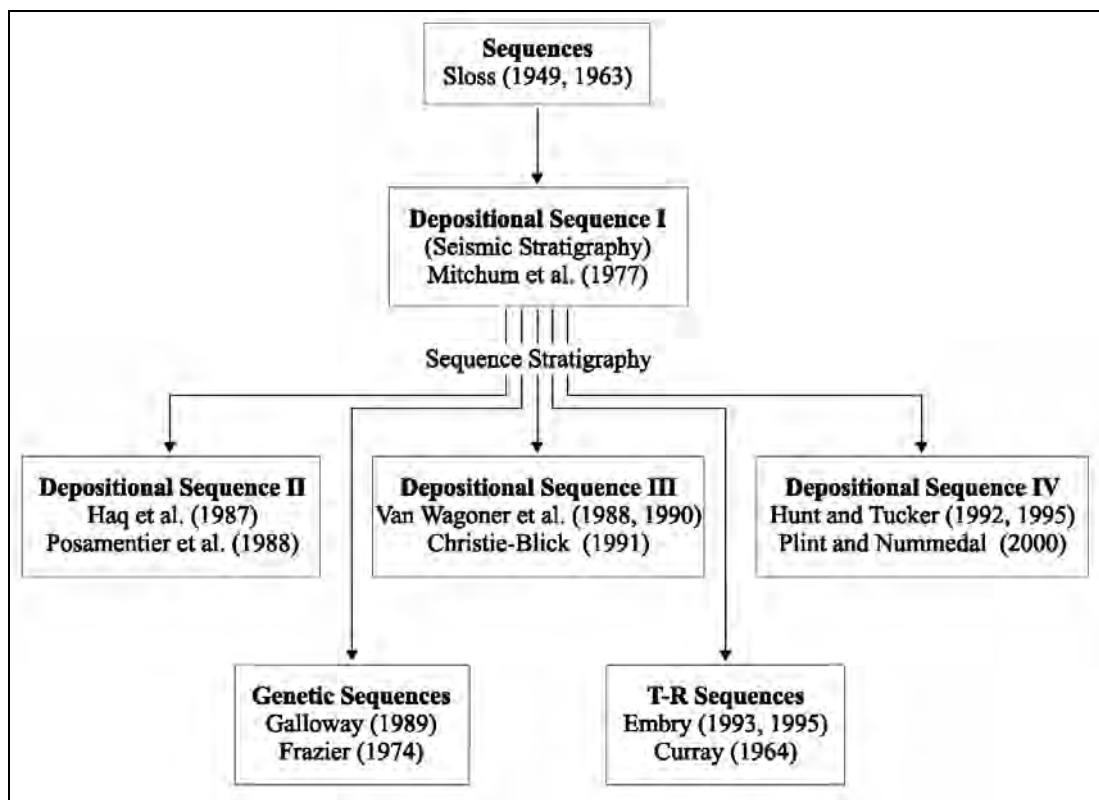 Sequences
Sloss (1949, 1963)
Depositional Sequence I
(Seismic Stratigraphy)
Mitchum et al. (1977)
Sequence Stratigraphy
Depositional Sequence II
Haq et al. (1987)
Posamentier et al. (1988)
Depositional Sequence III
Van Wagoner et al. (1988, 1990)
Christie-Blick (1991)
Depositional Sequence IV
Hunt and Tucker (1992, 1995)
Plint and Nummedal (2000)
Genetic Sequences
Galloway (1989)
Frazier (1974)
T-R Sequences
Embry (1993, 1995)
Curray (1964)